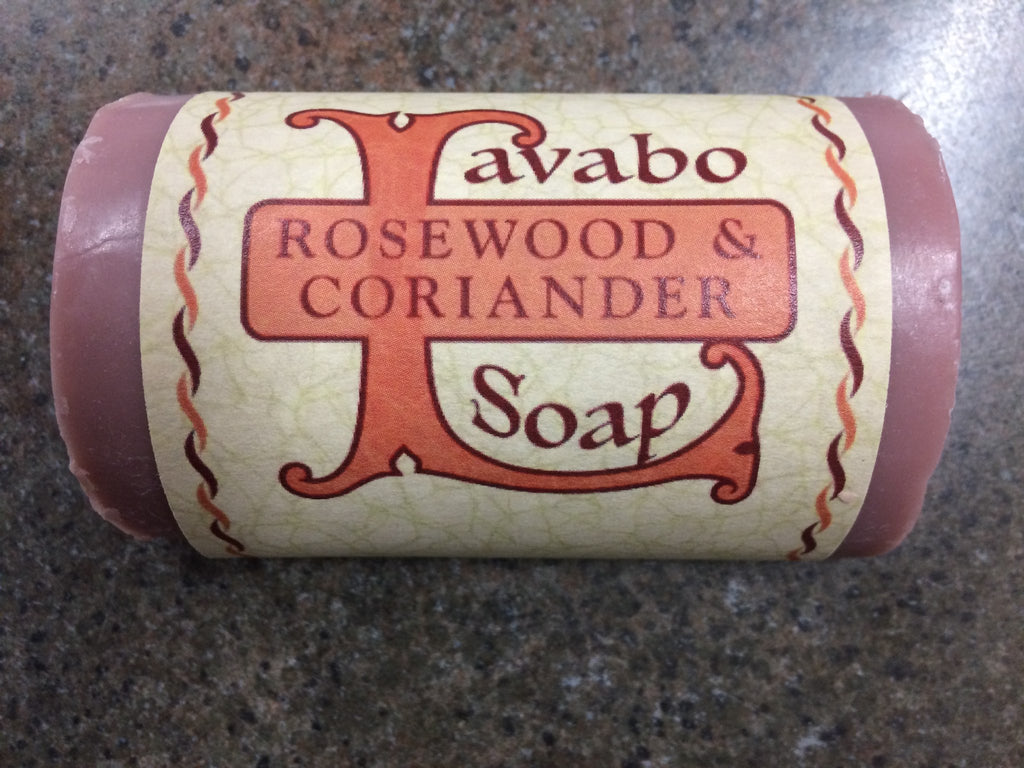 Lavabo
ROSEWOOD &
CORIANDER
Soap